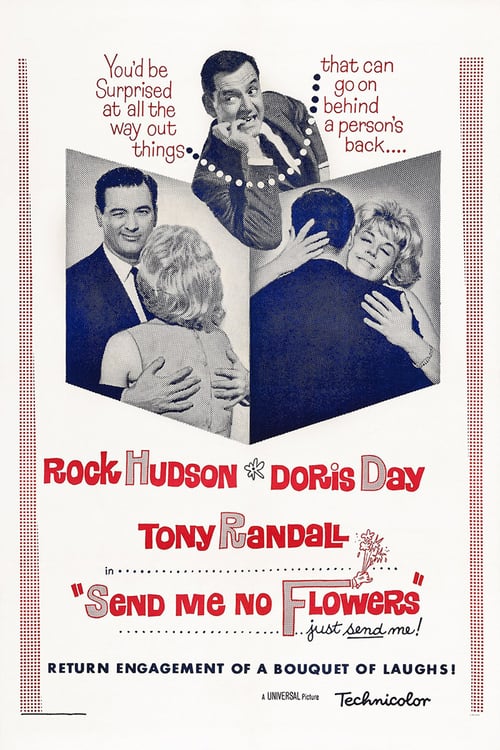 You'd be
Surprised
at all the
way out
things
that can
go on
behind
a person's
back....
Rock Hudson * Doris Day
Tony Randall
in
"Send me no Flowers"
...just send me!
RETURN ENGAGEMENT OF A BOUQUET OF LAUGHS!
A UNIVERSAL Picture
Technicolor